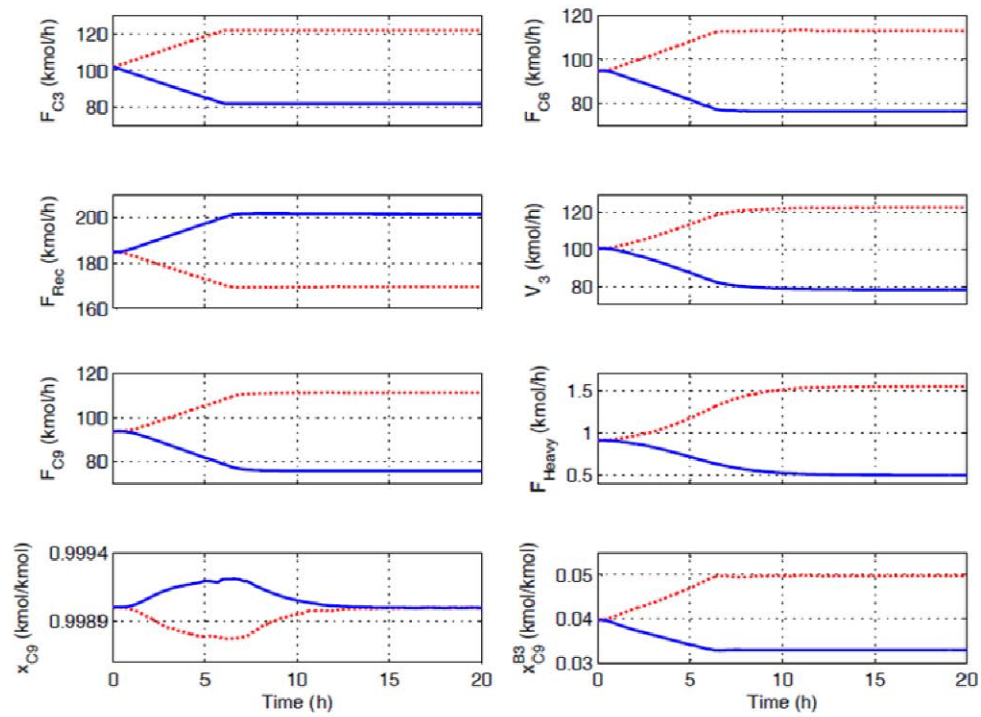 F_C3 (kmol/h)
120
100
80
F_C6 (kmol/h)
120
100
80
F_Rec (kmol/h)
200
180
160
V_3 (kmol/h)
120
100
80
F_C9 (kmol/h)
120
100
80
F_Heavy (kmol/h)
1.5
1
0.5
x_C9 (kmol/kmol)
0.9994
0.9989
0 5 10 15 20
Time (h)
x_C9^B3 (kmol/kmol)
0.05
0.04
0.03
0 5 10 15 20
Time (h)